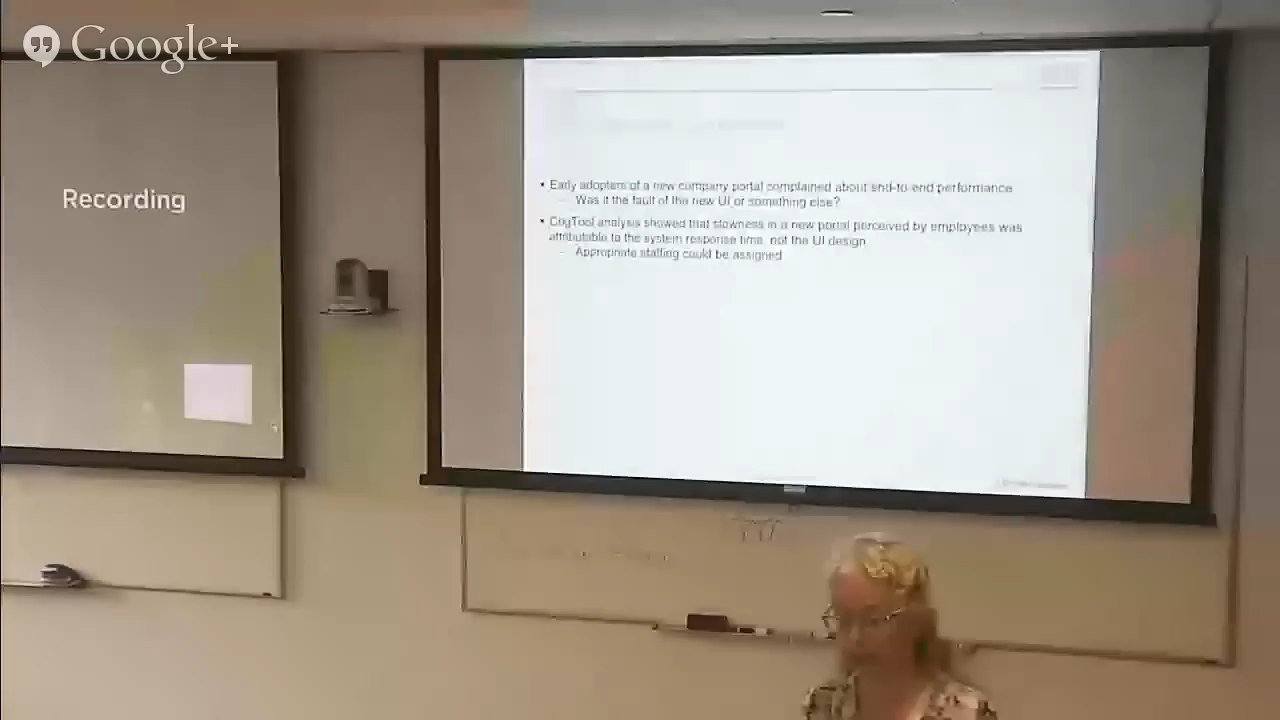 Google+
Recording
• Early adopters of a new company portal complained about end-to-end performance
– Was it the fault of the new UI or something else?
• CogTool analysis showed that slowness in a new portal perceived by employees was
attributable to the system response time, not the UI design
– Appropriate staffing could be assigned